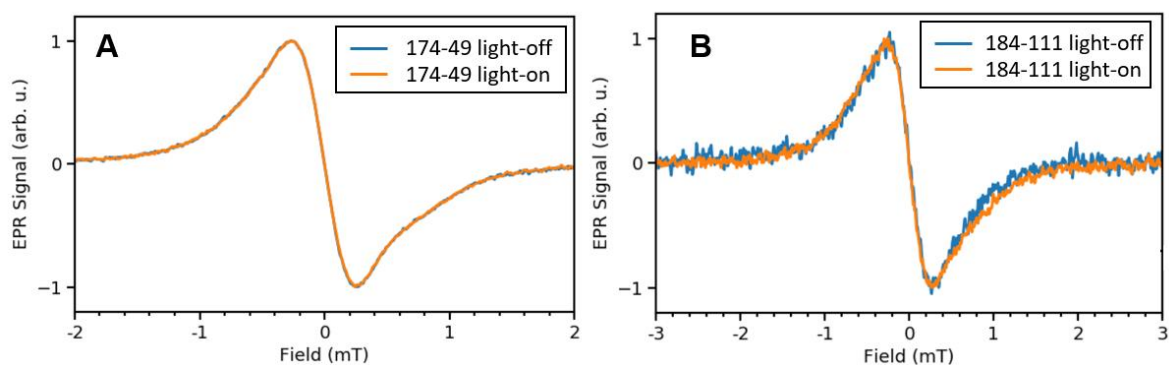 A
174-49 light-off
174-49 light-on
EPR Signal (arb. u.)
1
0
−1
-2
-1
0
1
2
Field (mT)
B
184-111 light-off
184-111 light-on
EPR Signal (arb. u.)
1
0
−1
-3
-2
-1
0
1
2
3
Field (mT)